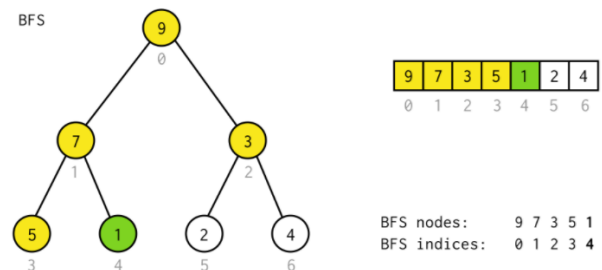 BFS
9
0
9 7 3 5 1 2 4
0 1 2 3 4 5 6
7 3
1 2
5 1 2 4
3 4 5 6
BFS nodes: 9 7 3 5 1
BFS indices: 0 1 2 3 4